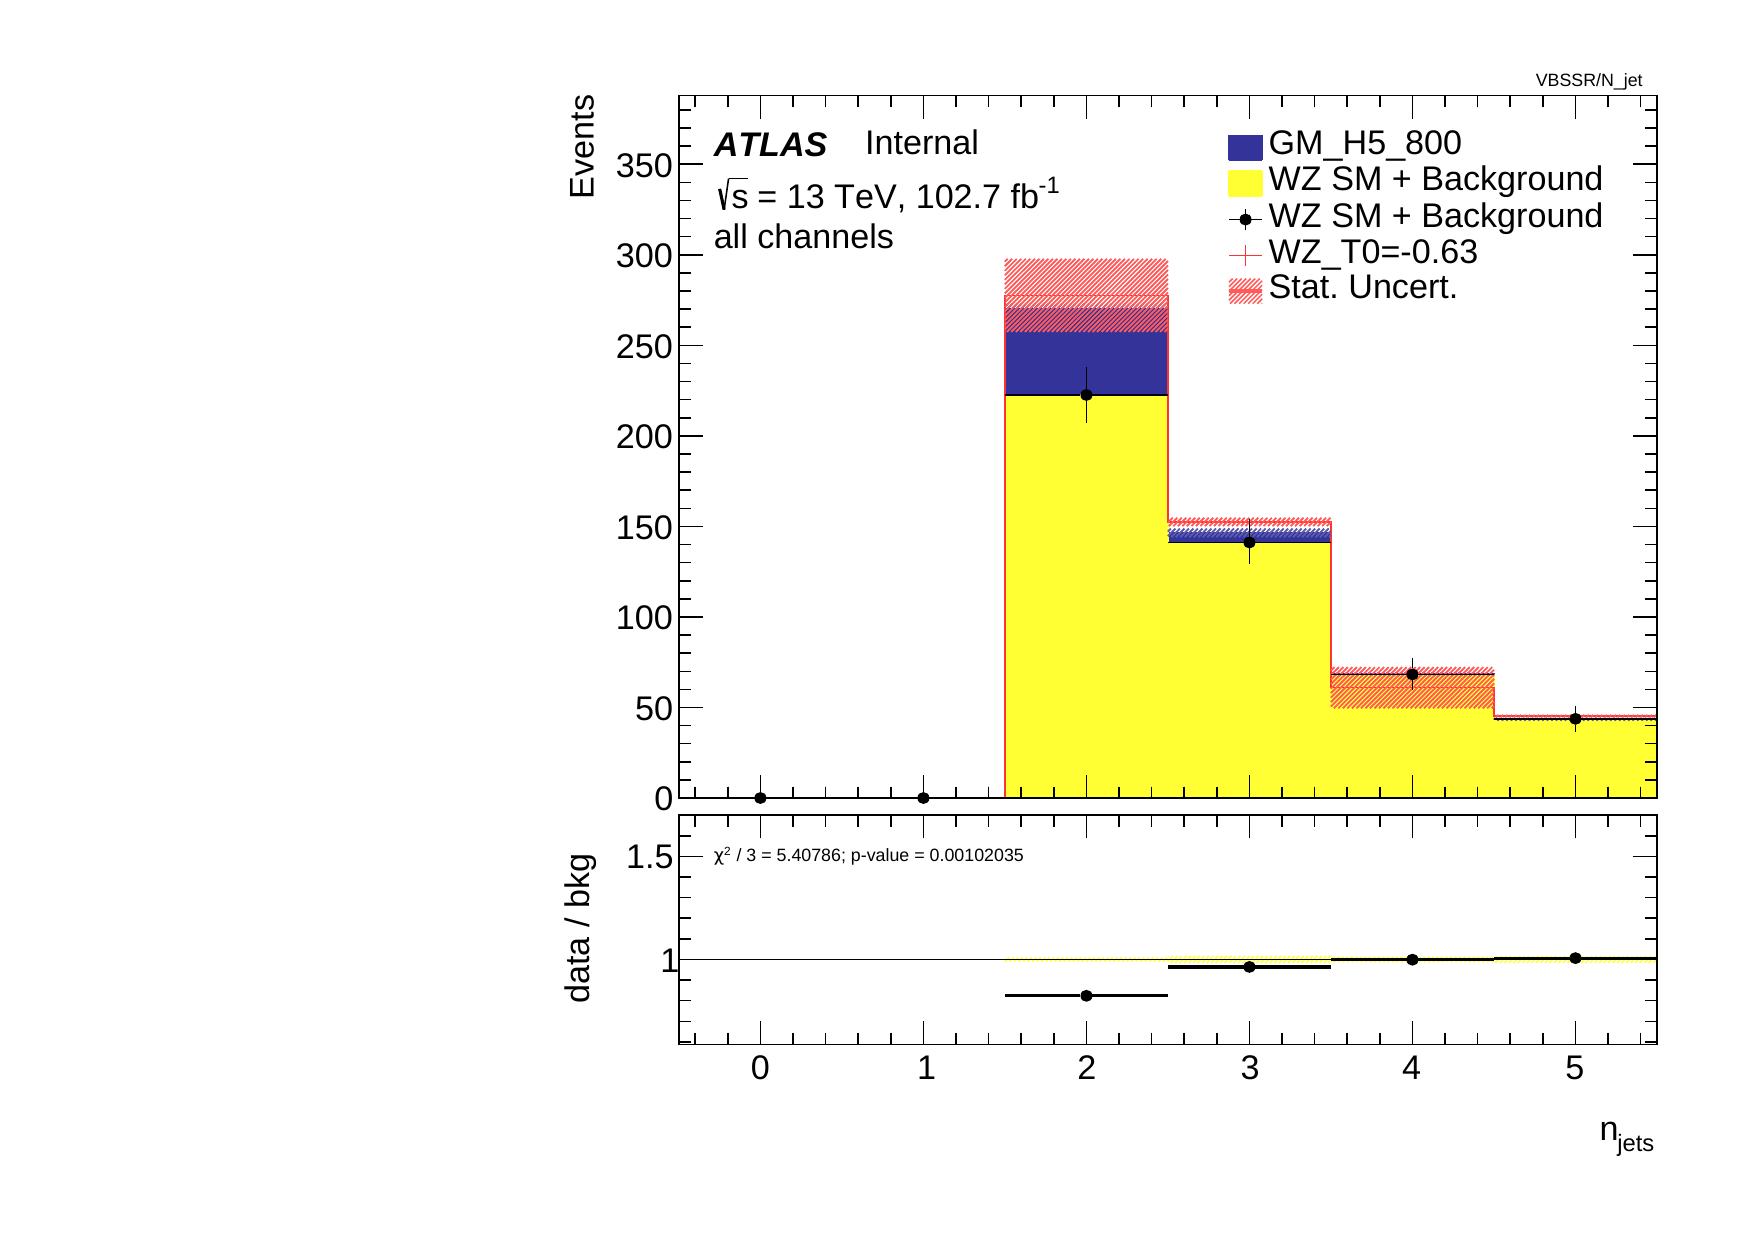 VBSSR/N_jet
Events
350
300
250
200
150
100
50
0
ATLAS Internal
√s = 13 TeV, 102.7 fb⁻¹
all channels
GM_H5_800
WZ SM + Background
WZ SM + Background
WZ_T0=-0.63
Stat. Uncert.
data / bkg
1.5
1
χ² / 3 = 5.40786; p-value = 0.00102035
0 1 2 3 4 5
n_jets